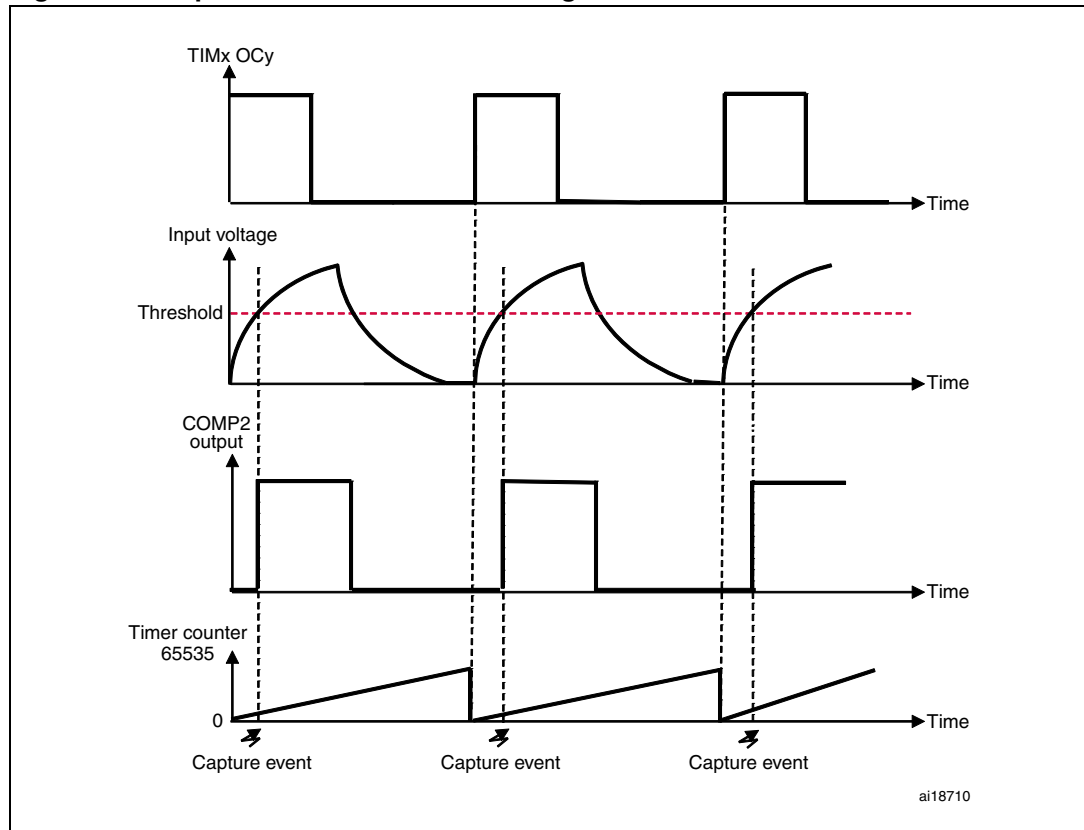 TIMx OCy
Time
Input voltage
Threshold
Time
COMP2
output
Time
Timer counter
65535
0
Time
Capture event
Capture event
Capture event
ai18710